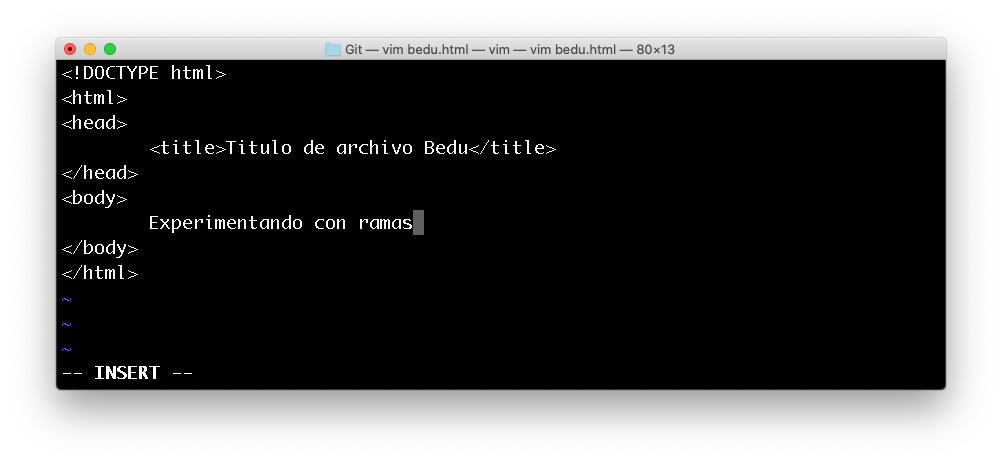 Git — vim bedu.html — vim — vim bedu.html — 80×13
<!DOCTYPE html>
<html>
<head>
        <title>Titulo de archivo Bedu</title>
</head>
<body>
        Experimentando con ramas
</body>
</html>
~
~
~
-- INSERT --